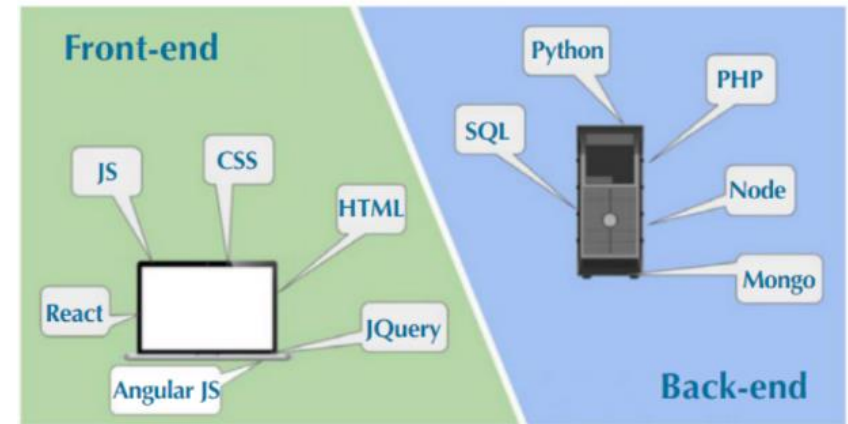 Front-end
JS
CSS
HTML
React
JQuery
Angular JS
Python
PHP
SQL
Node
Mongo
Back-end